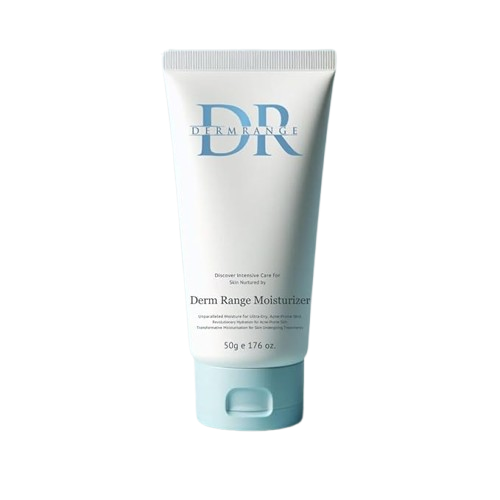 DR
DERMRANGE
Discover Intensive Care For
Skin Nurtured by
Derm Range Moisturizer
Unparalleled Moisture for Ultra-Dry, Acne-Prone Skin
Revolutionary Hydration for Acne-Prone Skin
Transformative Moisturisation for Skin Undergoing Treatments
50g e 176 oz.